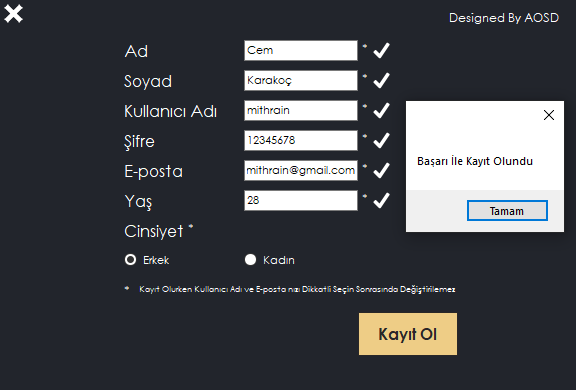 Designed By AOSD
Ad Cem *
Soyad Karakoç *
Kullanıcı Adı mithrain *
Şifre 12345678 *
E-posta mithrain@gmail.com *
Yaş 28 *
Cinsiyet *
Erkek Kadın
* Kayıt Olurken Kullanıcı Adı ve E-posta nızı Dikkatli Seçin Sonrasında Değiştirilemez
Kayıt Ol
Başarı İle Kayıt Olundu
Tamam